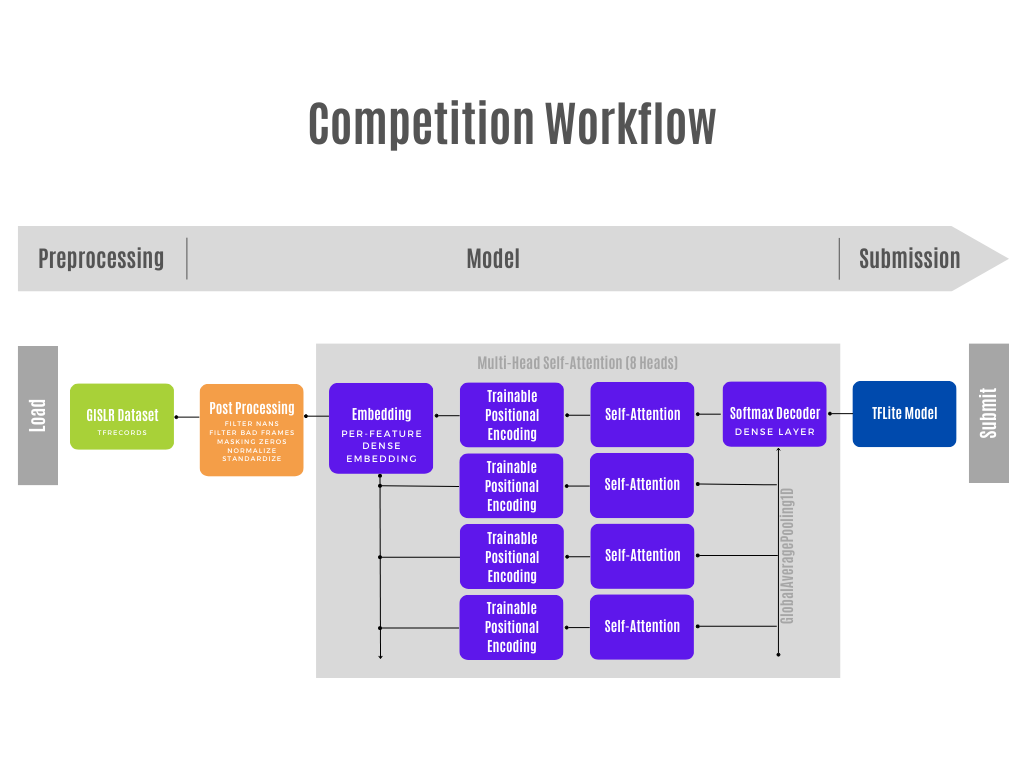 Competition Workflow
Preprocessing
Model
Submission
Load
GISLR Dataset
TFRECORDS
Post Processing
FILTER NANS
FILTER BAD FRAMES
MASKING ZEROS
NORMALIZE
STANDARDIZE
Multi-Head Self-Attention (8 Heads)
Embedding
PER-FEATURE
DENSE
EMBEDDING
Trainable
Positional
Encoding
Self-Attention
Softmax Decoder
DENSE LAYER
TFLite Model
Submit
Trainable
Positional
Encoding
Self-Attention
Trainable
Positional
Encoding
Self-Attention
Trainable
Positional
Encoding
Self-Attention
GlobalAveragePooling1D